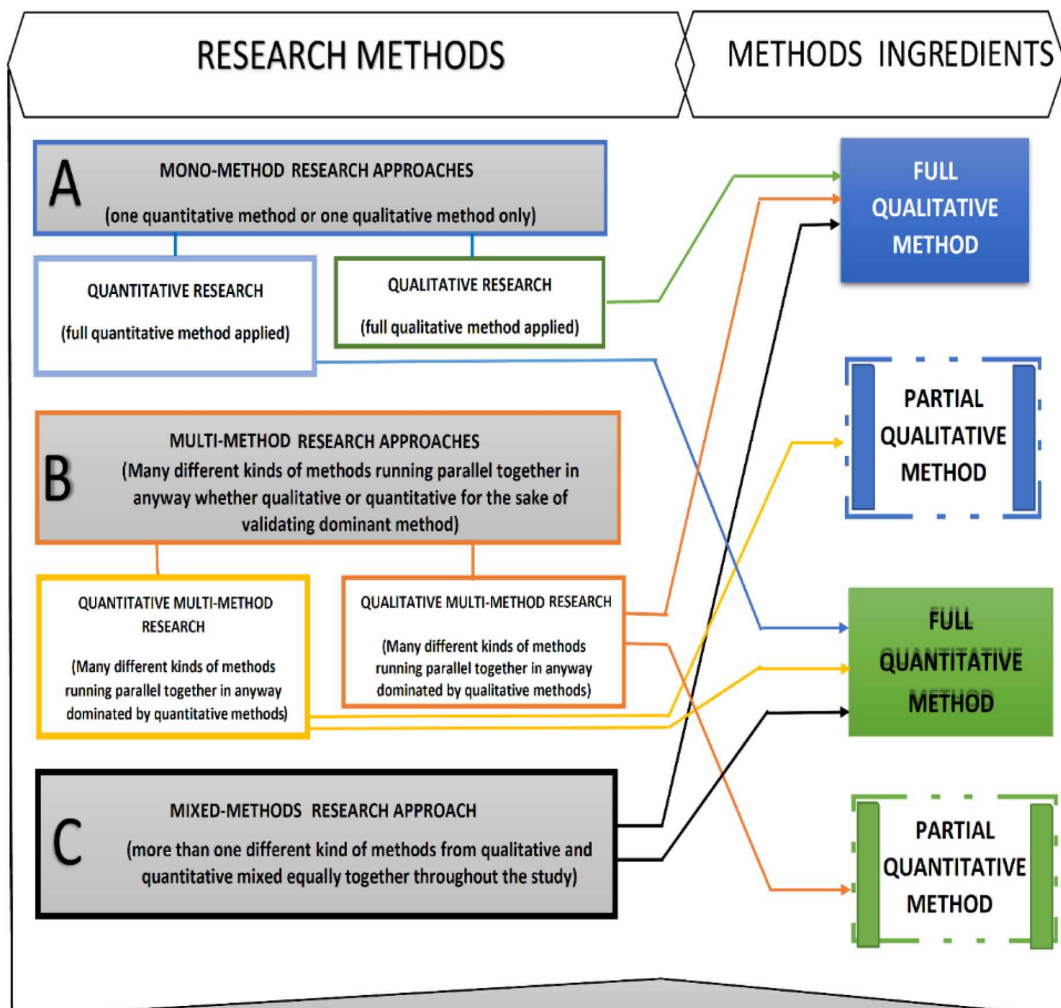 RESEARCH METHODS
METHODS INGREDIENTS
A
MONO-METHOD RESEARCH APPROACHES
(one quantitative method or one qualitative method only)
QUANTITATIVE RESEARCH
(full quantitative method applied)
QUALITATIVE RESEARCH
(full qualitative method applied)
B
MULTI-METHOD RESEARCH APPROACHES
(Many different kinds of methods running parallel together in
anyway whether qualitative or quantitative for the sake of
validating dominant method)
QUANTITATIVE MULTI-METHOD
RESEARCH
(Many different kinds of methods
running parallel together in anyway
dominated by quantitative methods)
QUALITATIVE MULTI-METHOD RESEARCH
(Many different kinds of methods
running parallel together in anyway
dominated by qualitative methods)
C
MIXED-METHODS RESEARCH APPROACH
(more than one different kind of methods from qualitative and
quantitative mixed equally together throughout the study)
FULL
QUALITATIVE
METHOD
PARTIAL
QUALITATIVE
METHOD
FULL
QUANTITATIVE
METHOD
PARTIAL
QUANTITATIVE
METHOD